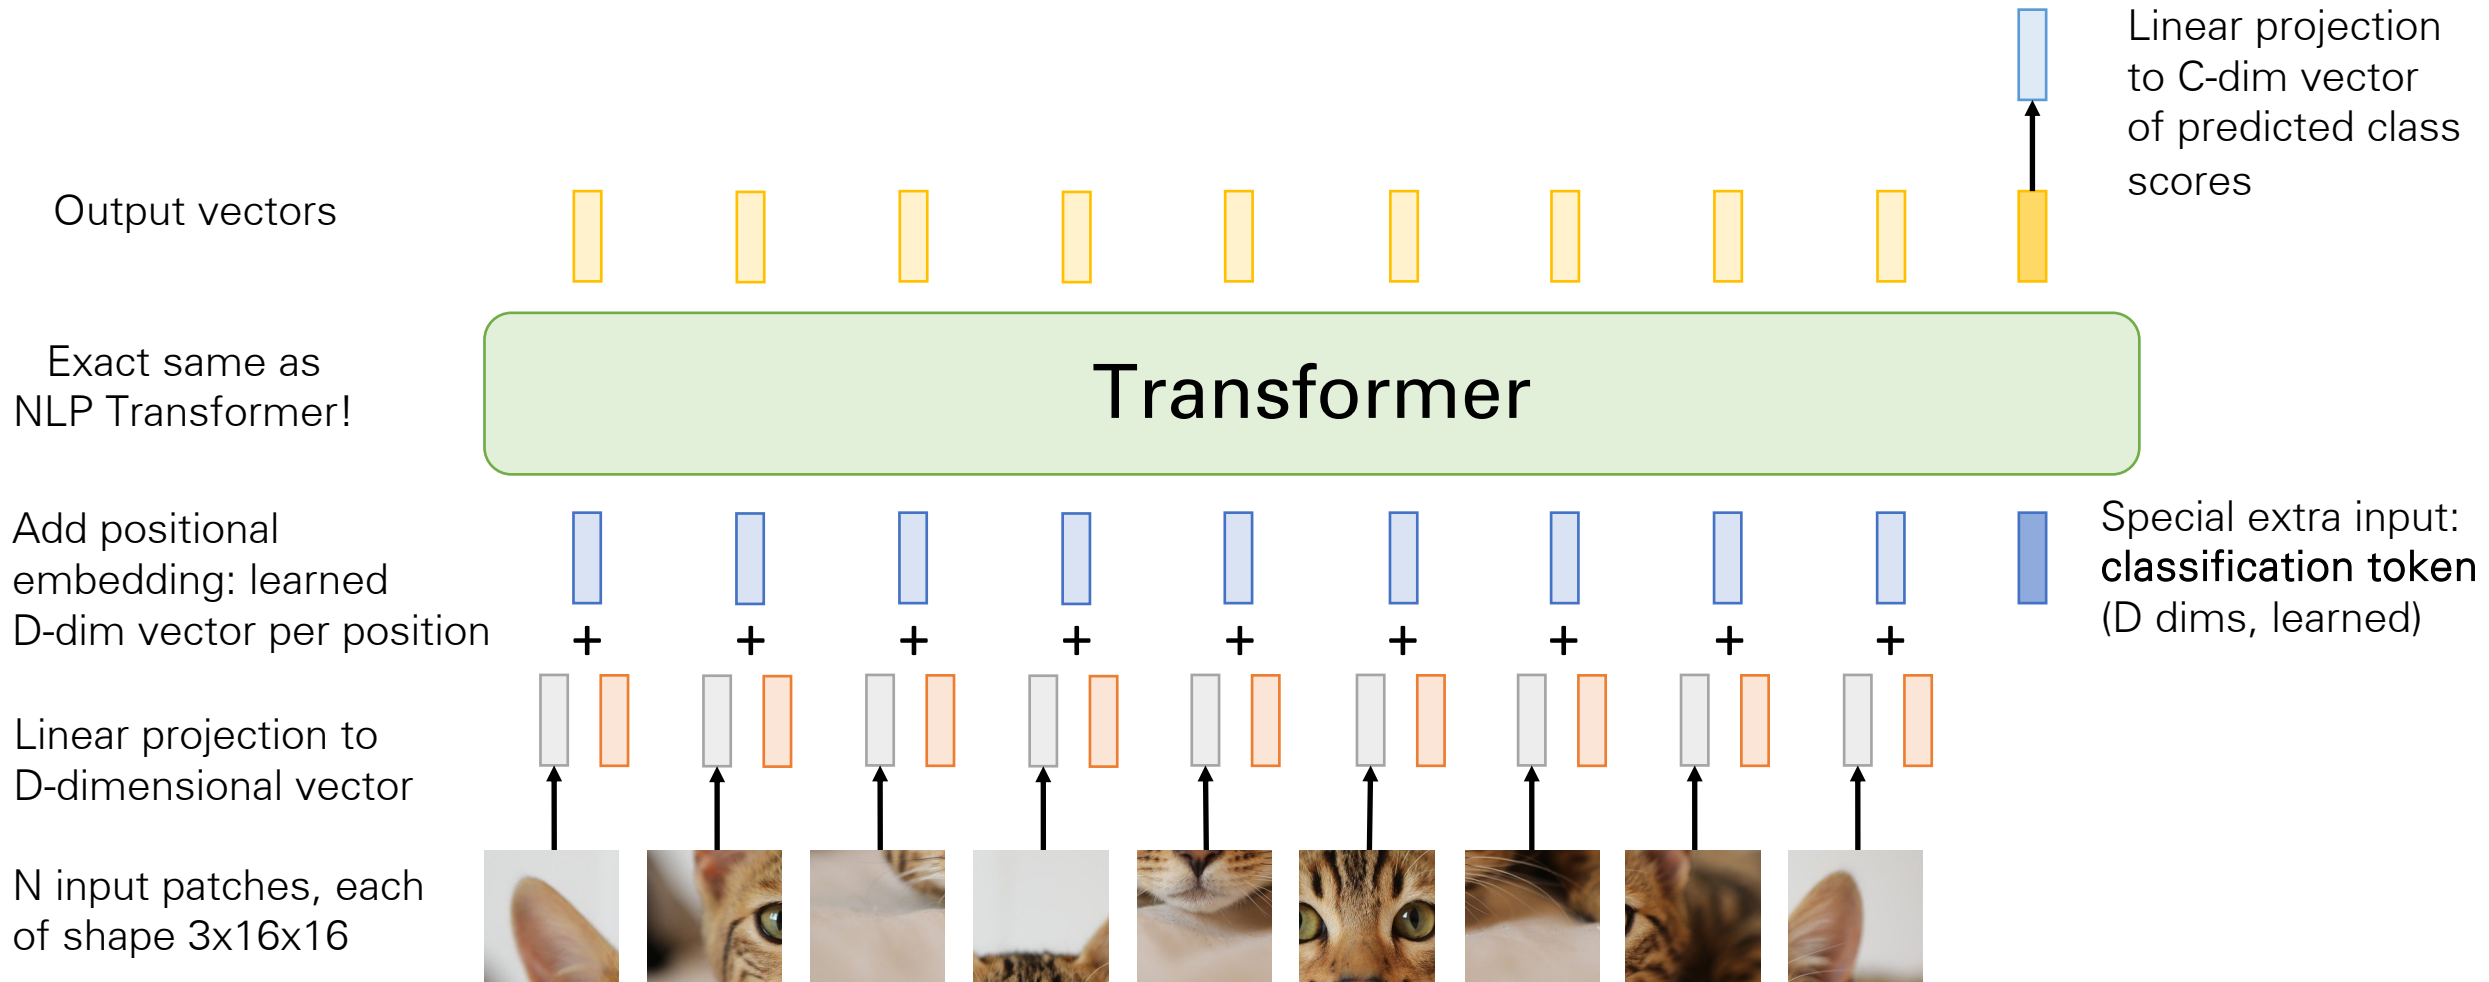 Linear projection
to C-dim vector
of predicted class
scores
Output vectors
Exact same as
NLP Transformer!
Transformer
Add positional
embedding: learned
D-dim vector per position
Special extra input:
classification token
(D dims, learned)
+ + + + + + + + +
Linear projection to
D-dimensional vector
N input patches, each
of shape 3x16x16